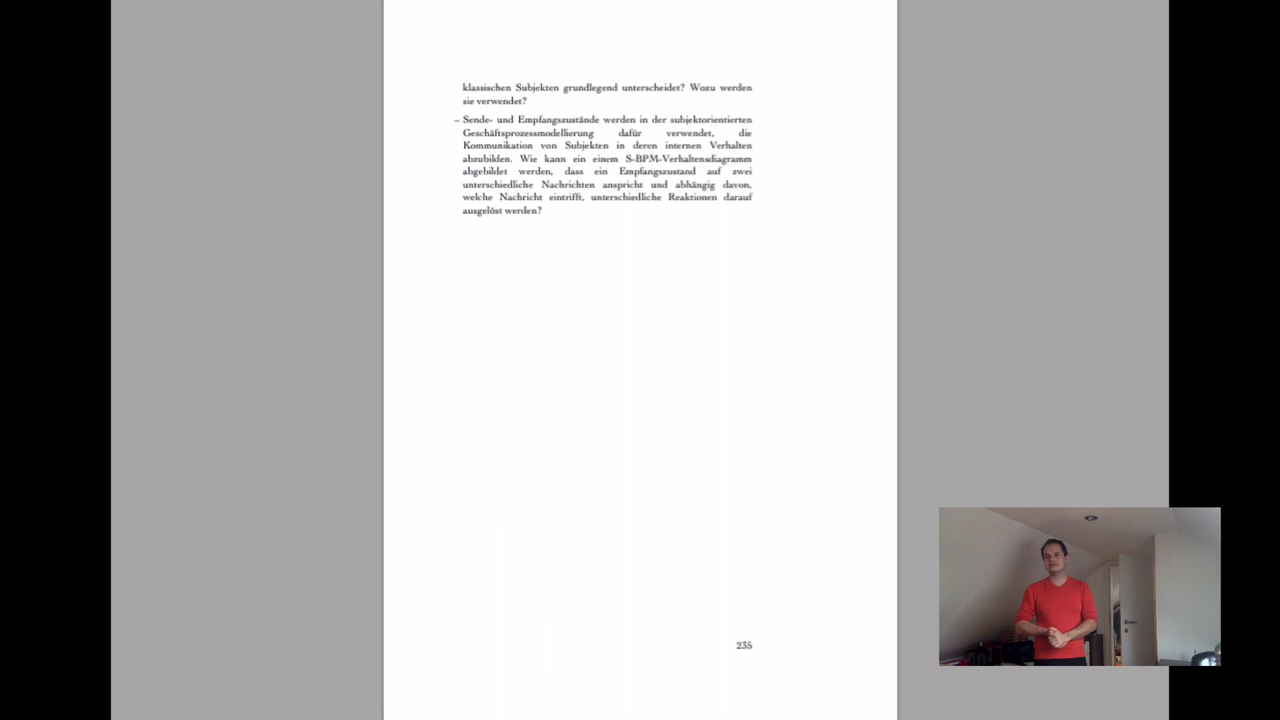 klassischen Subjekten grundlegend unterscheidet? Wozu werden
sie verwendet?
– Sende- und Empfangszustände werden in der subjektorientierten
Geschäftsprozessmodellierung dafür verwendet, die
Kommunikation von Subjekten in deren internen Verhalten
abzubilden. Wie kann ein einem S-BPM-Verhaltensdiagramm
abgebildet werden, dass ein Empfangszustand auf zwei
unterschiedliche Nachrichten anspricht und abhängig davon,
welche Nachricht eintrifft, unterschiedliche Reaktionen darauf
ausgelöst werden?
235